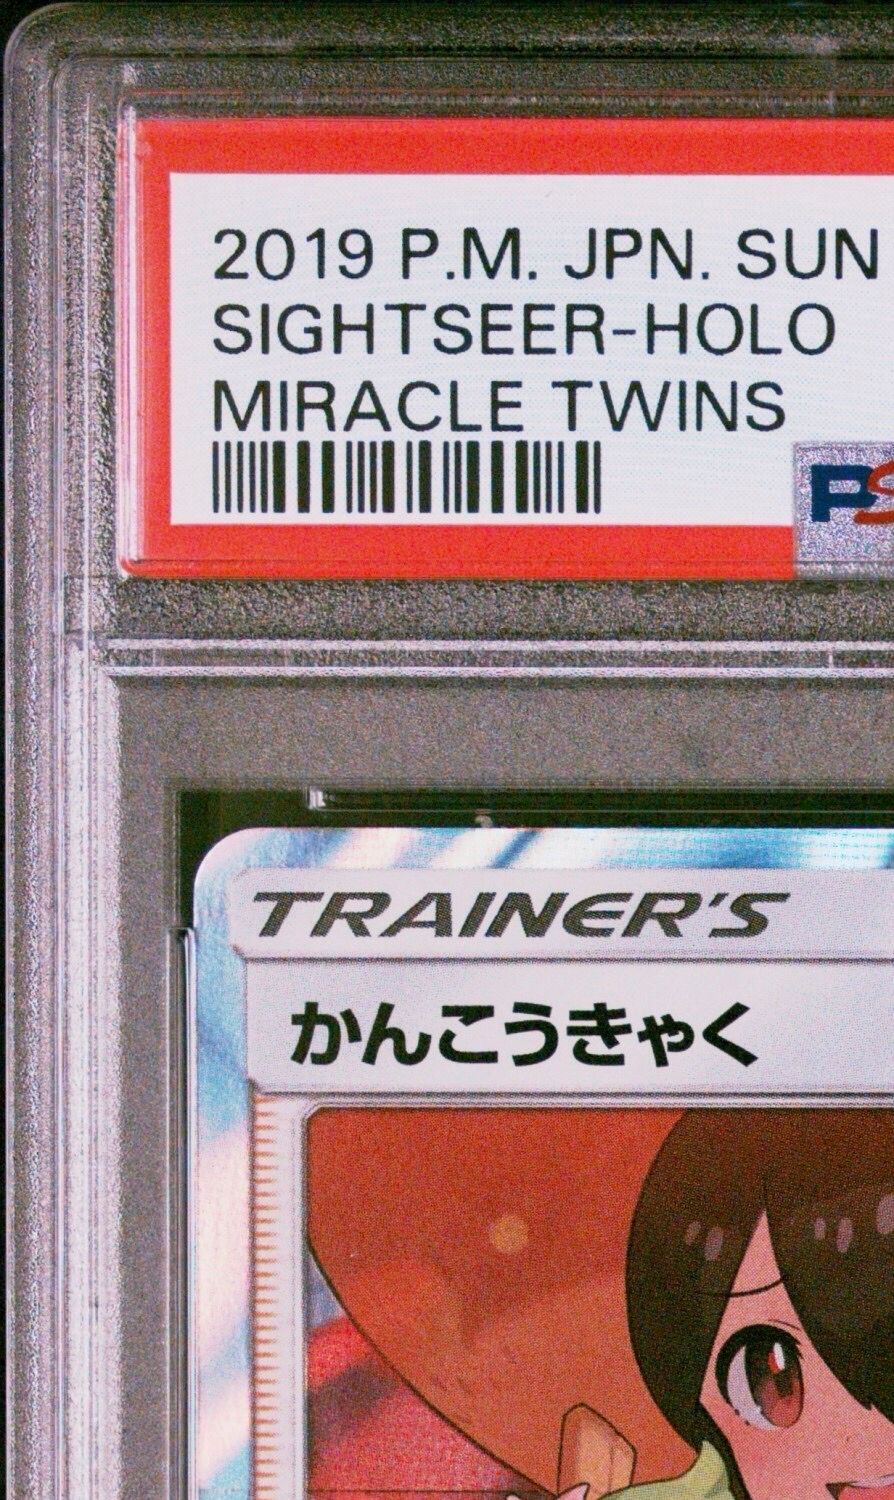 2019 P.M. JPN. SUN
SIGHTSEER-HOLO
MIRACLE TWINS
TRAINER'S
かんこうきゃく